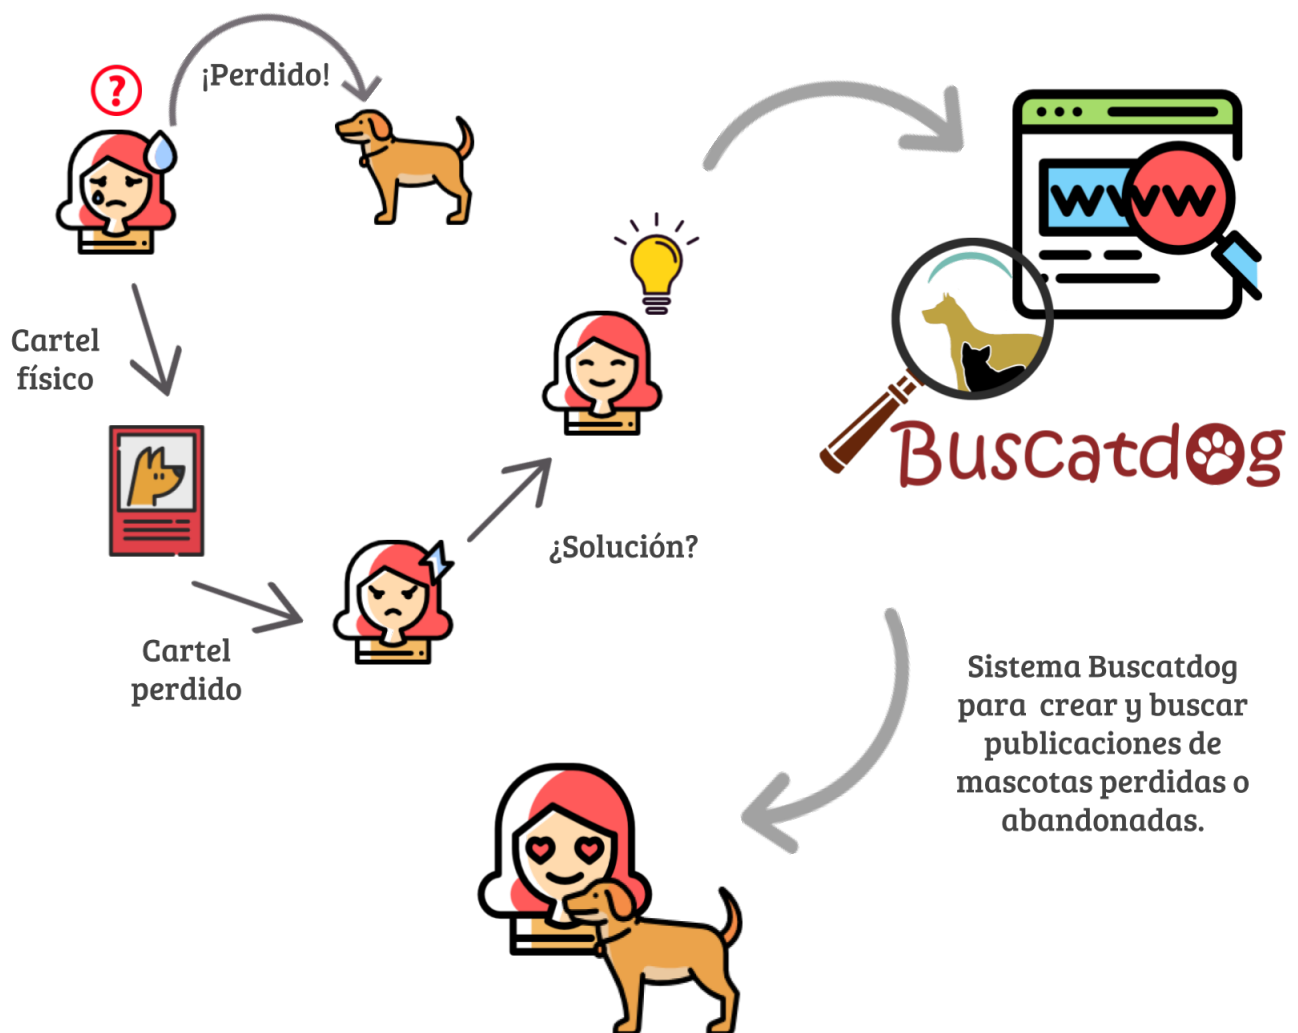 ?
¡Perdido!
Cartel
físico
Cartel
perdido
¿Solución?
www
Buscatdog
Sistema Buscatdog
para crear y buscar
publicaciones de
mascotas perdidas o
abandonadas.